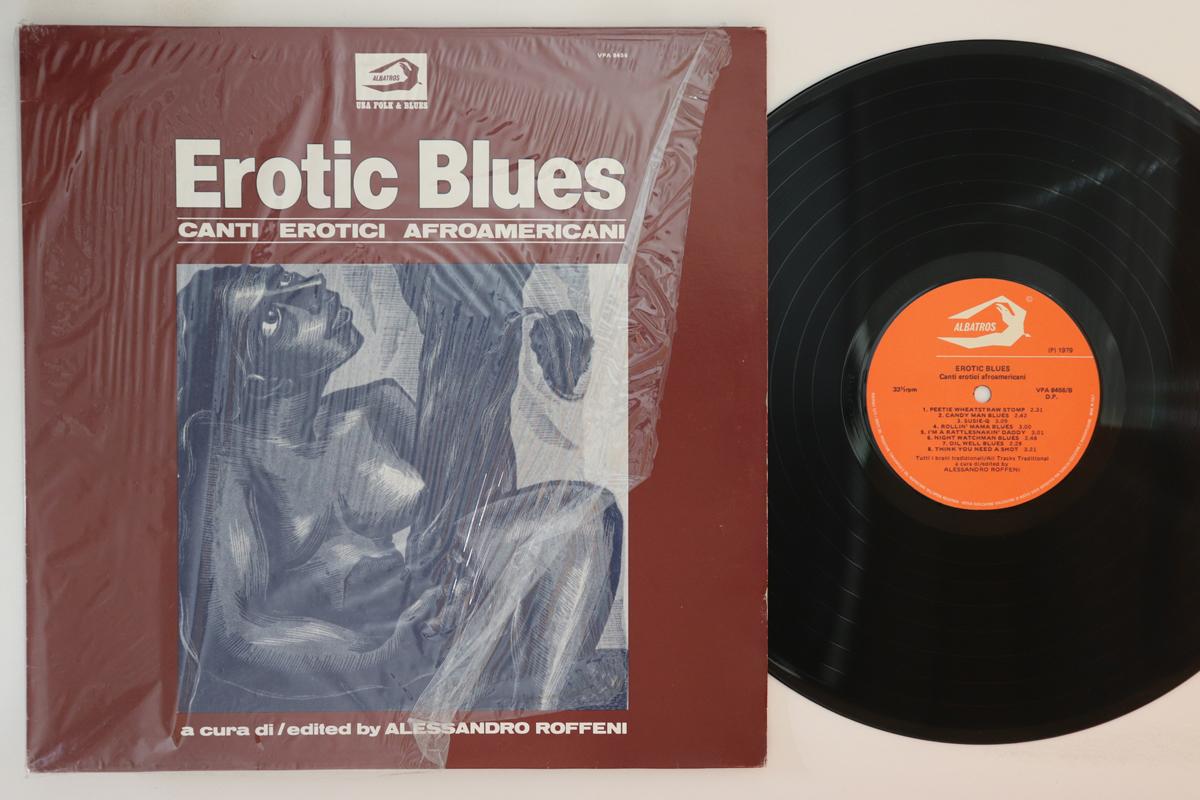 ALBATROS
USA FOLK & BLUES
VPA 8456
Erotic Blues
CANTI EROTICI AFROAMERICANI
a cura di / edited by ALESSANDRO ROFFENI
ALBATROS
©
(P) 1979
EROTIC BLUES
Canti erotici afroamericani
33⅓rpm
VPA 8456/B
D.P.
1. PEETIE WHEATSTRAW STOMP 2.31
2. CANDY MAN BLUES 2.42
3. SUSIE-Q 3.09
4. ROLLIN' MAMA BLUES 3.00
5. I'M A RATTLESNAKIN' DADDY 3.01
6. NIGHT WATCHMAN BLUES 2.48
7. OIL WELL BLUES 2.29
8. THINK YOU NEED A SHOT 3.21
Tutti i brani tradizionali/All Tracks Traditional
a cura di/edited by
ALESSANDRO ROFFENI